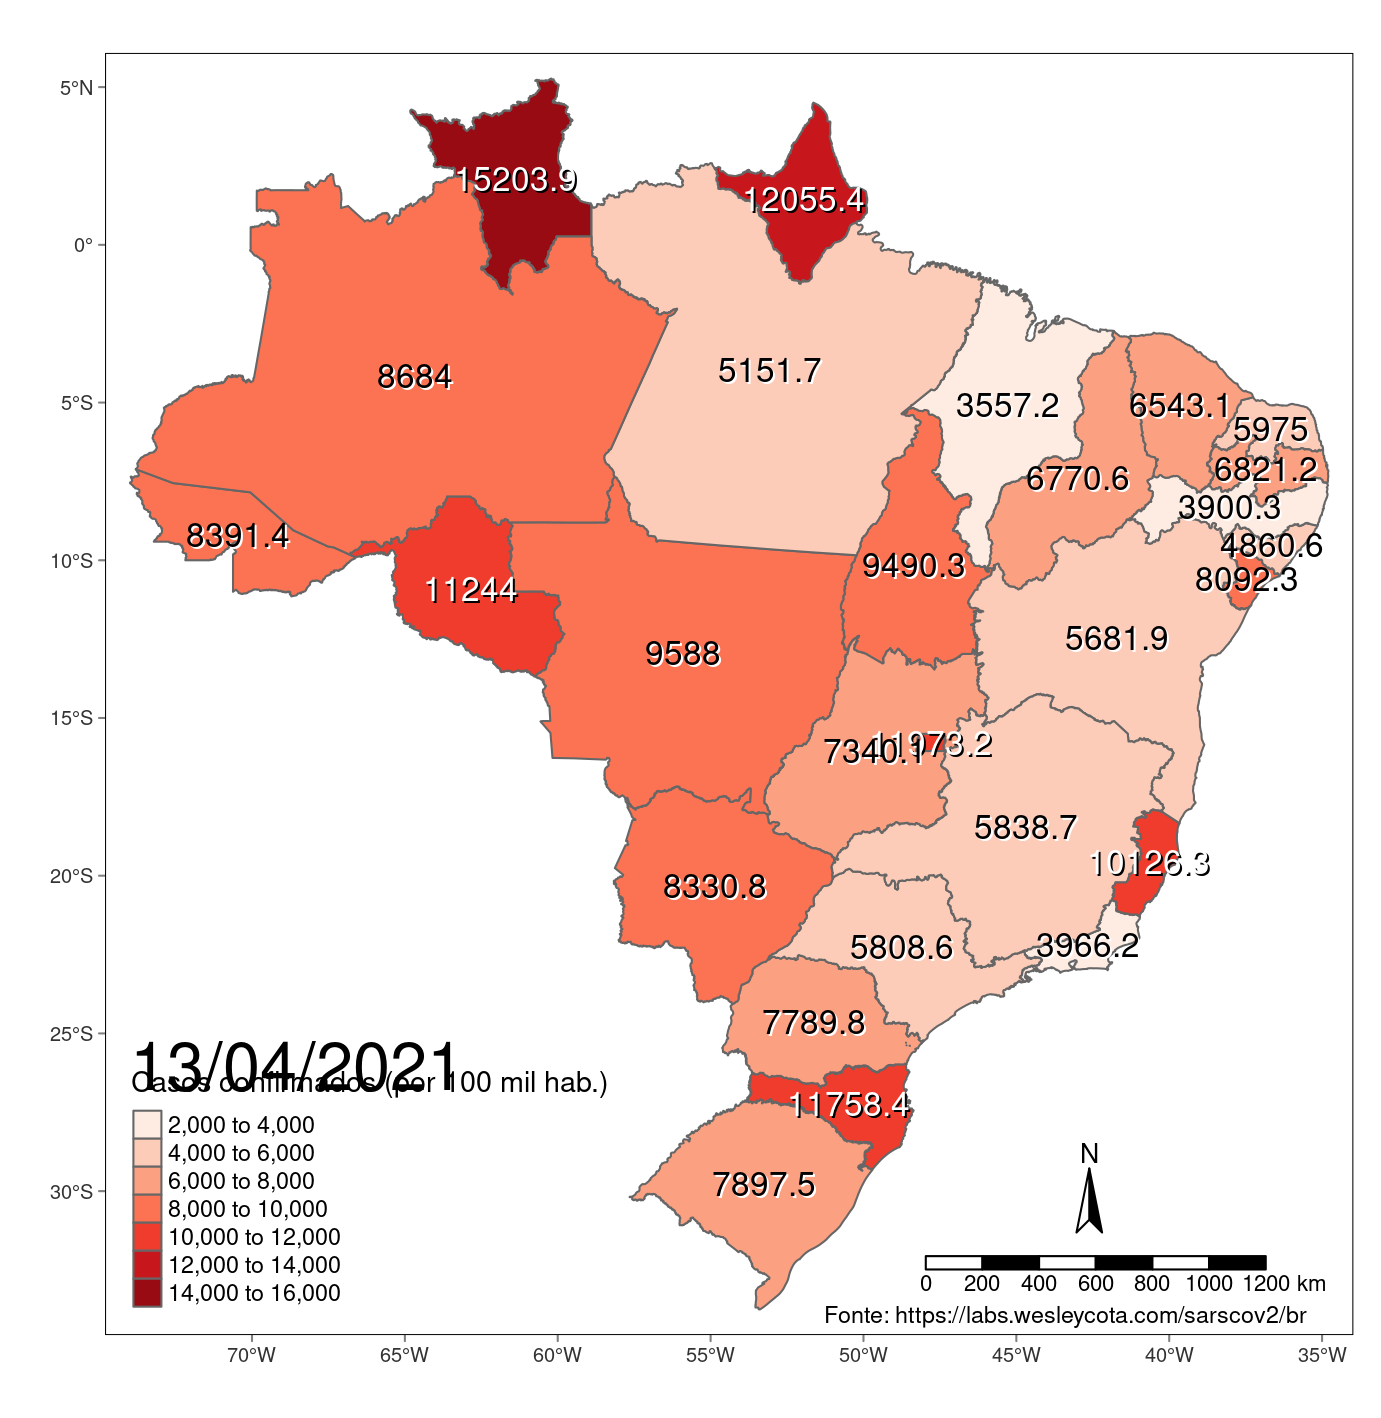 5°N
0°
5°S
10°S
15°S
20°S
25°S
30°S
15203.9
12055.4
8684
5151.7
3557.2
6543.1
5975
6821.2
6770.6
3900.3
8391.4
4860.6
9490.3
8092.3
11244
5681.9
9588
7340.1
11973.2
5838.7
10126.3
8330.8
5808.6
3966.2
7789.8
11758.4
7897.5
13/04/2021
Casos confirmados (por 100 mil hab.)
2,000 to 4,000
4,000 to 6,000
6,000 to 8,000
8,000 to 10,000
10,000 to 12,000
12,000 to 14,000
14,000 to 16,000
N
0 200 400 600 800 1000 1200 km
Fonte: https://labs.wesleycota.com/sarscov2/br
70°W 65°W 60°W 55°W 50°W 45°W 40°W 35°W